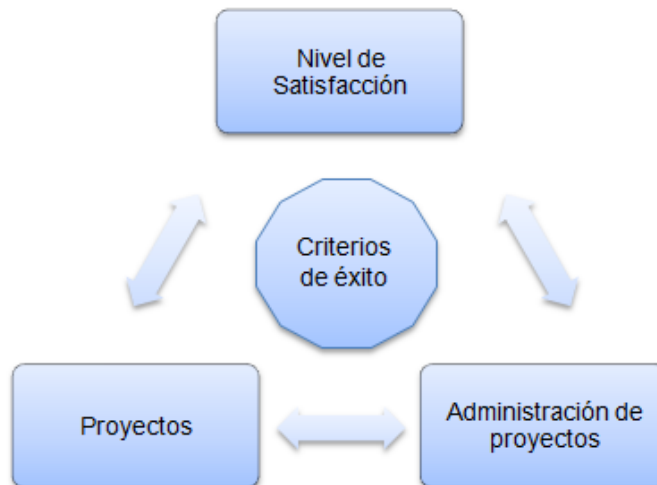 Nivel de
Satisfacción
Criterios
de éxito
Proyectos
Administración de
proyectos